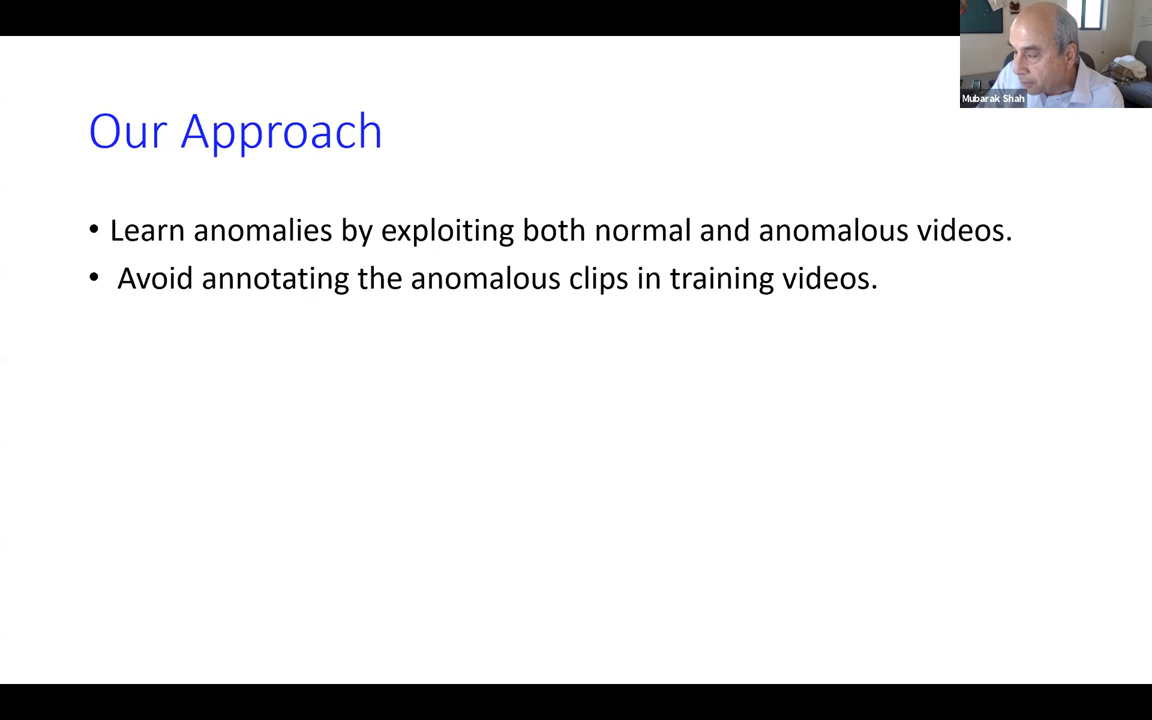 Mubarak Shah
Our Approach
• Learn anomalies by exploiting both normal and anomalous videos.
• Avoid annotating the anomalous clips in training videos.